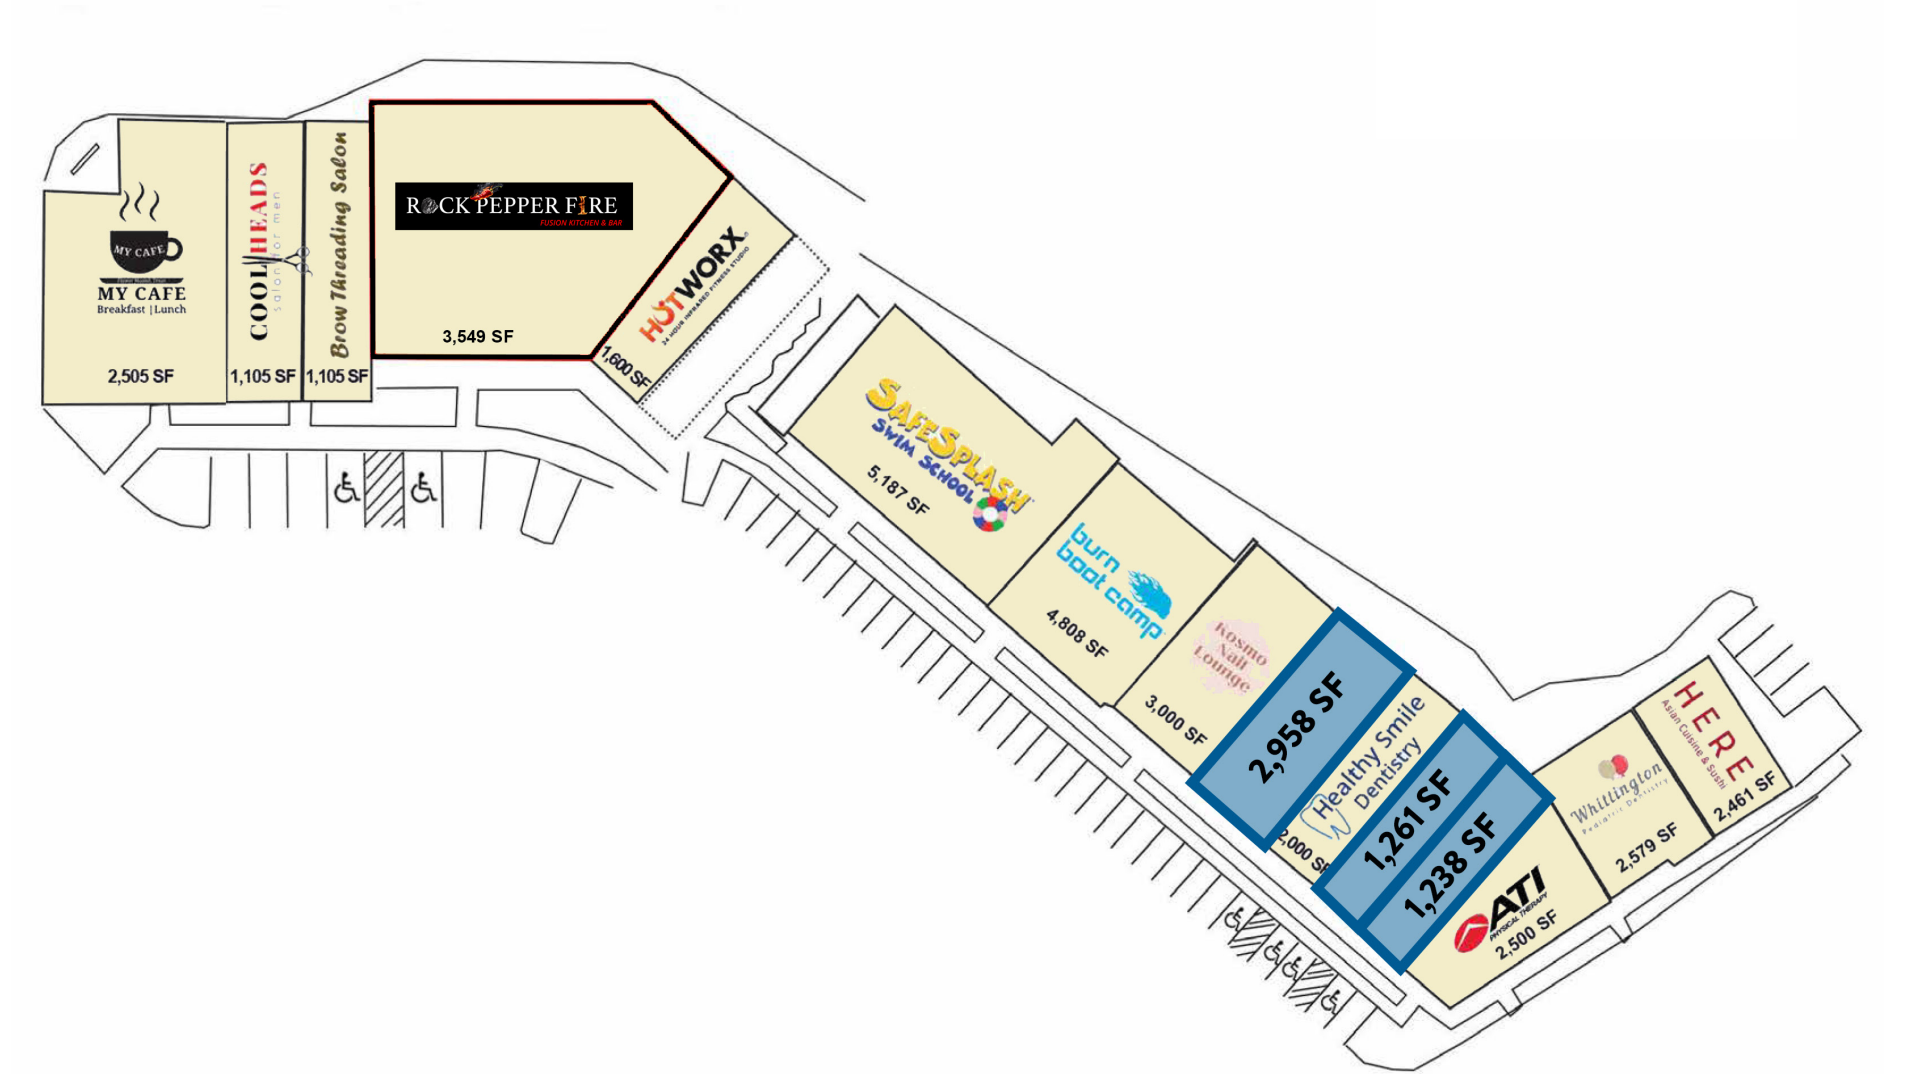 MY CAFE
MY CAFE
Breakfast | Lunch
2,505 SF
COOLHEADS
salon for men
1,105 SF
Brow Threading Salon
1,105 SF
ROCK PEPPER FIRE
FUSION KITCHEN & BAR
3,549 SF
HOTWORX
24 HOUR INFRARED FITNESS STUDIO
1,600 SF
SAFESPLASH
SWIM SCHOOL
5,187 SF
burn
boot camp
4,808 SF
Kosmo
Nail
Lounge
3,000 SF
2,958 SF
Healthy Smile
Dentistry
2,000 SF
1,261 SF
1,238 SF
ATI
PHYSICAL THERAPY
2,500 SF
Whittington
Pediatric Dentistry
2,579 SF
HERE
Asian Cuisine & Sushi
2,461 SF